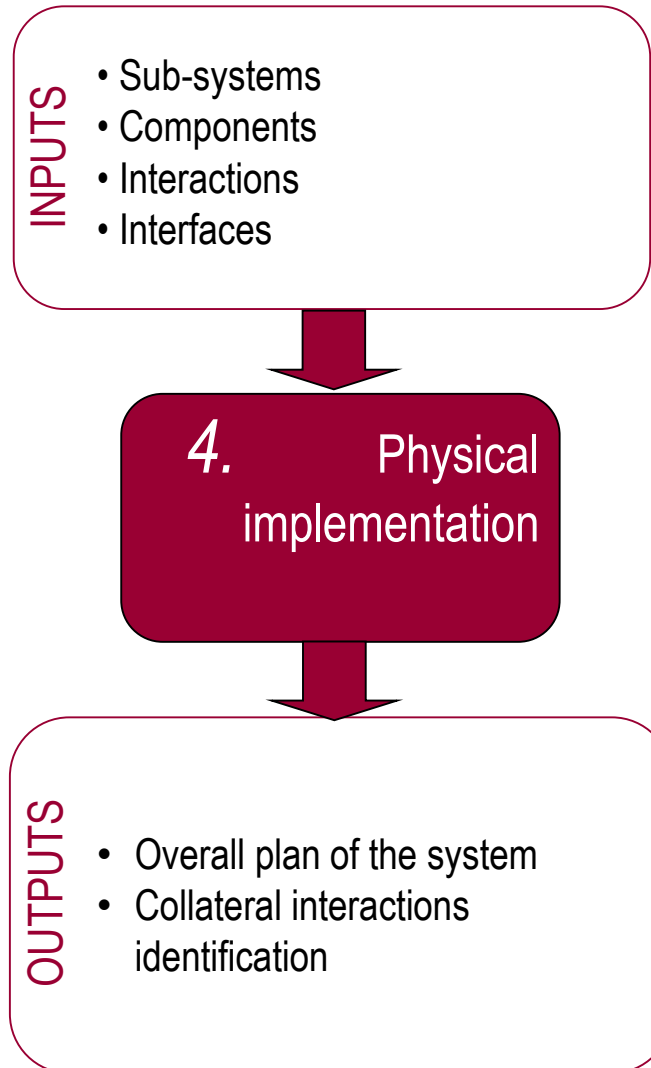 INPUTS
• Sub-systems
• Components
• Interactions
• Interfaces
4. Physical
implementation
OUTPUTS
• Overall plan of the system
• Collateral interactions
identification